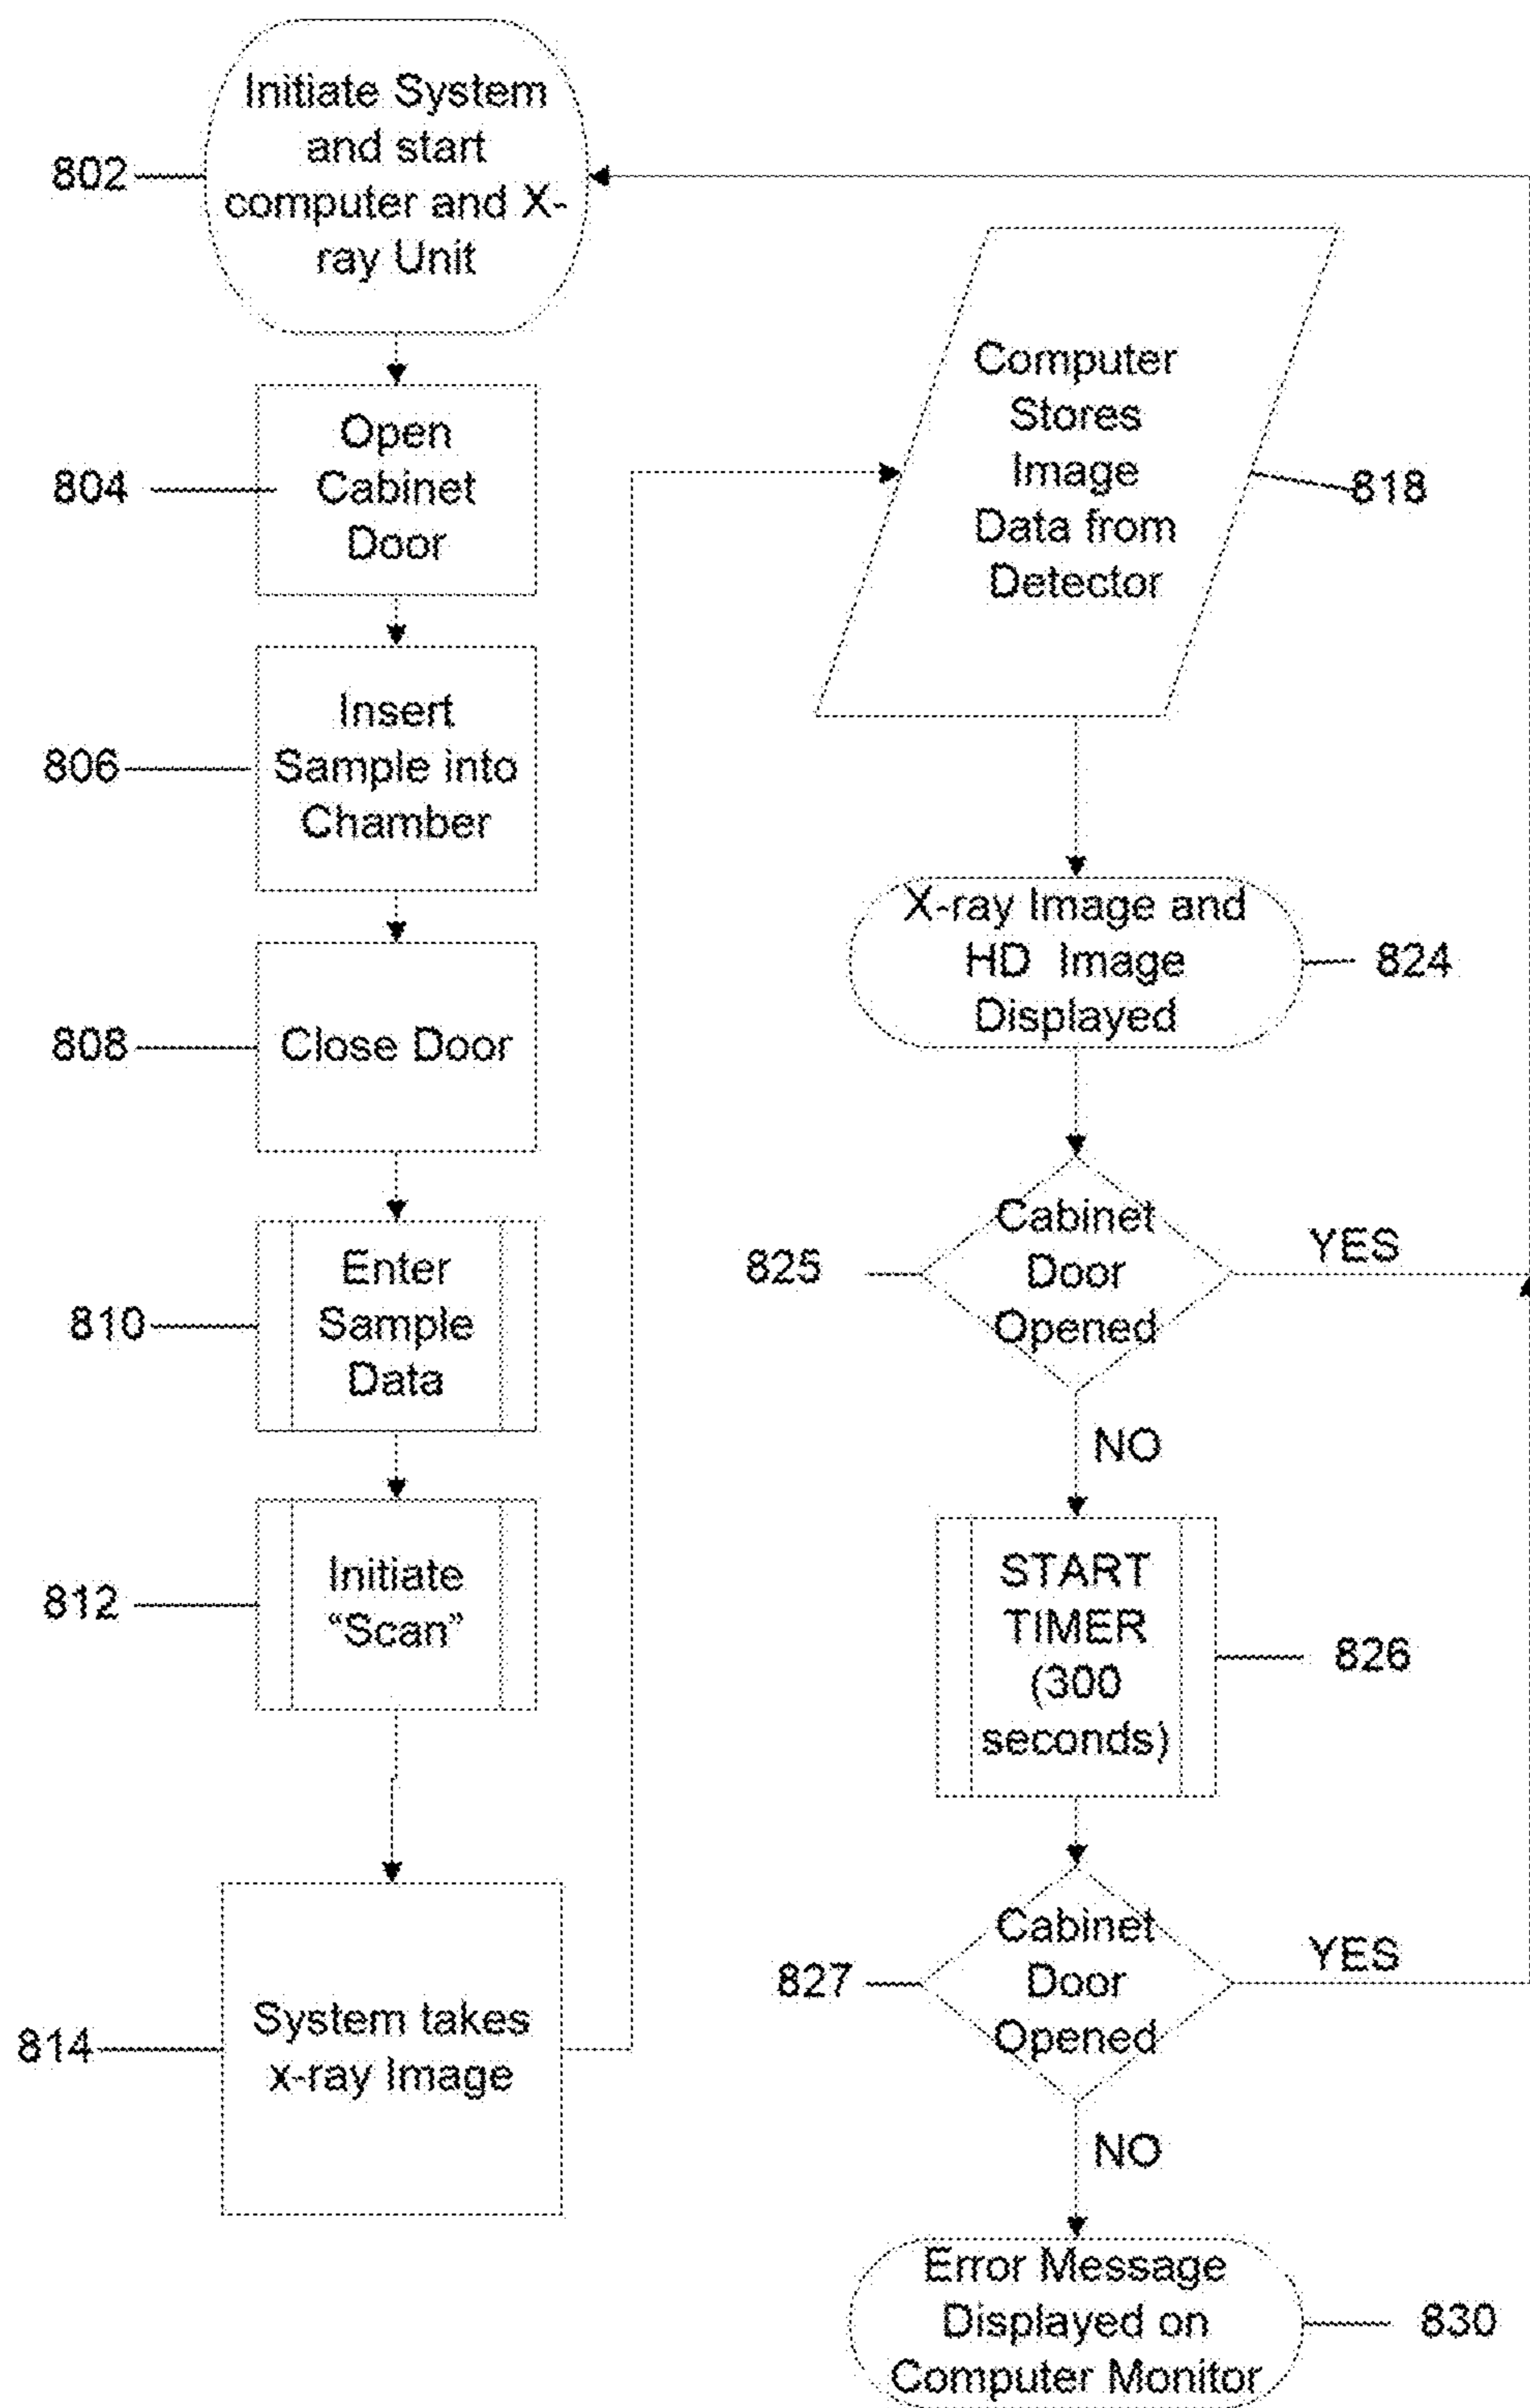 802
Initiate System
and start
computer and X-
ray Unit
804
Open
Cabinet
Door
806
Insert
Sample into
Chamber
808
Close Door
810
Enter
Sample
Data
812
Initiate
“Scan”
814
System takes
x-ray Image
Computer
Stores
Image
Data from
Detector
818
X-ray Image and
HD Image
Displayed
824
825
Cabinet
Door
Opened
YES
NO
START
TIMER
(300
seconds)
826
827
Cabinet
Door
Opened
YES
NO
Error Message
Displayed on
Computer Monitor
830